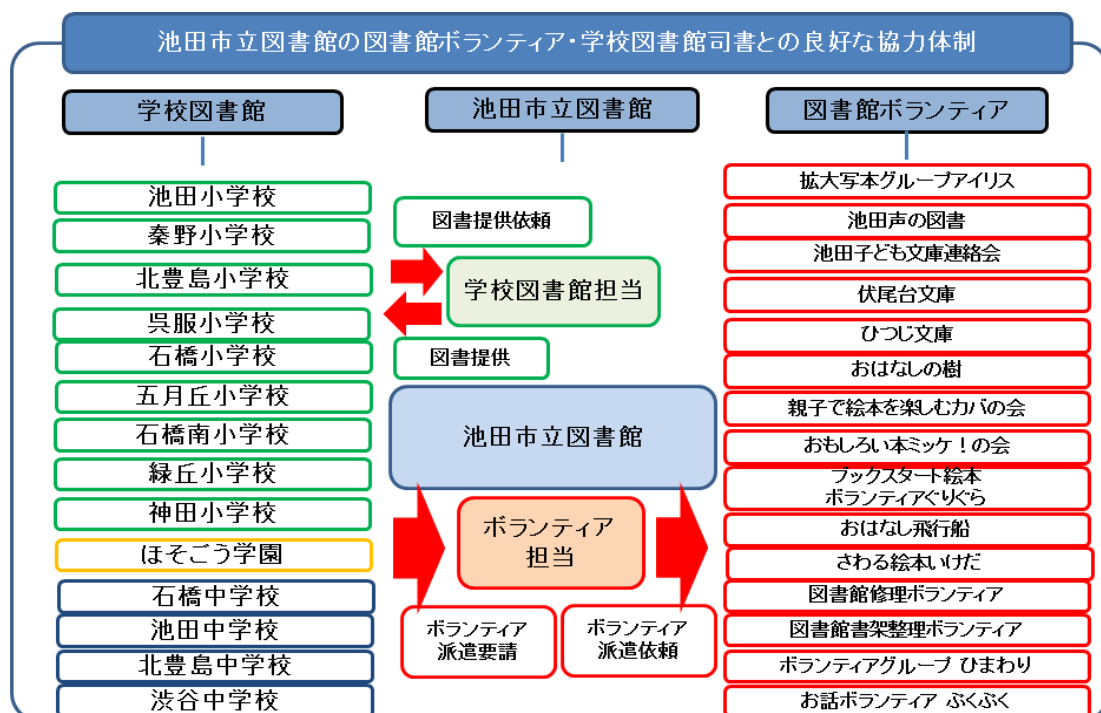 池田市立図書館の図書館ボランティア・学校図書館司書との良好な協力体制
学校図書館
池田小学校
秦野小学校
北豊島小学校
呉服小学校
石橋小学校
五月丘小学校
石橋南小学校
緑丘小学校
神田小学校
ほそごう学園
石橋中学校
池田中学校
北豊島中学校
渋谷中学校
池田市立図書館
図書提供依頼
学校図書館担当
図書提供
池田市立図書館
ボランティア
担当
ボランティア
派遣要請
ボランティア
派遣依頼
図書館ボランティア
拡大写本グループアイリス
池田声の図書
池田子ども文庫連絡会
伏尾台文庫
ひつじ文庫
おはなしの樹
親子で絵本を楽しむカバの会
おもしろい本ミッケ！の会
ブックスタート絵本
ボランティアぐりぐら
おはなし飛行船
さわる絵本いけだ
図書館修理ボランティア
図書館書架整理ボランティア
ボランティアグループ ひまわり
お話ボランティア ぷくぷく